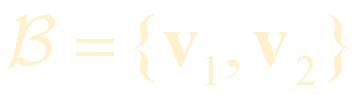 ℬ = {𝐯₁, 𝐯₂}